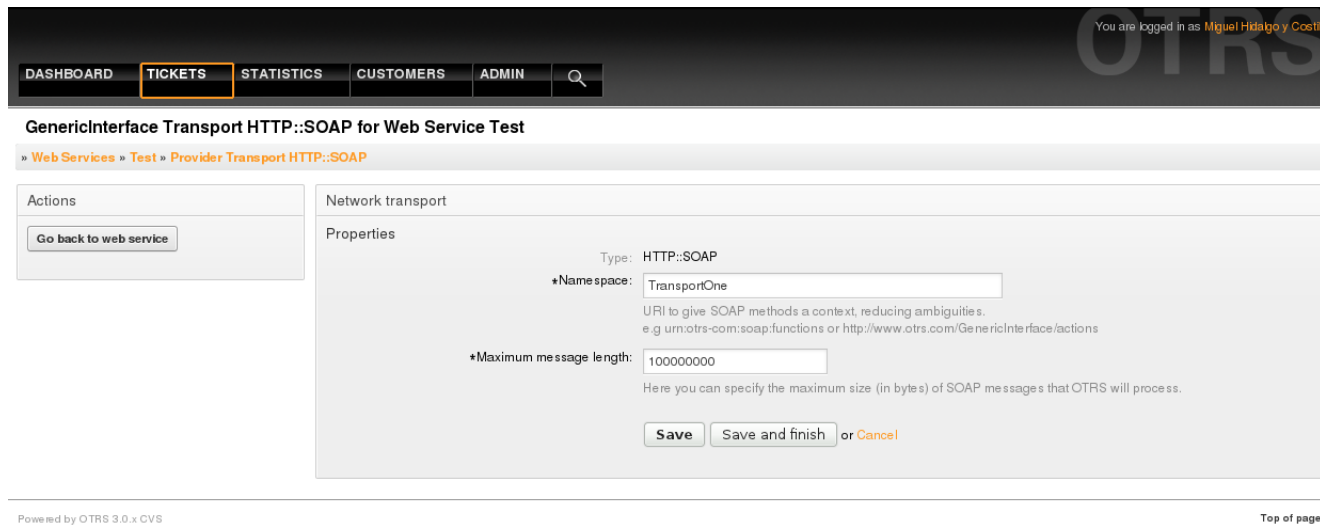 OTRS
You are logged in as Miguel Hidalgo y Costil
DASHBOARD TICKETS STATISTICS CUSTOMERS ADMIN
GenericInterface Transport HTTP::SOAP for Web Service Test
» Web Services » Test » Provider Transport HTTP::SOAP
Actions
Go back to web service
Network transport
Properties
Type: HTTP::SOAP
*Namespace: TransportOne
URI to give SOAP methods a context, reducing ambiguities.
e.g urn:otrs-com:soap:functions or http://www.otrs.com/GenericInterface/actions
*Maximum message length: 100000000
Here you can specify the maximum size (in bytes) of SOAP messages that OTRS will process.
Save Save and finish or Cancel
Powered by OTRS 3.0.x CVS Top of page